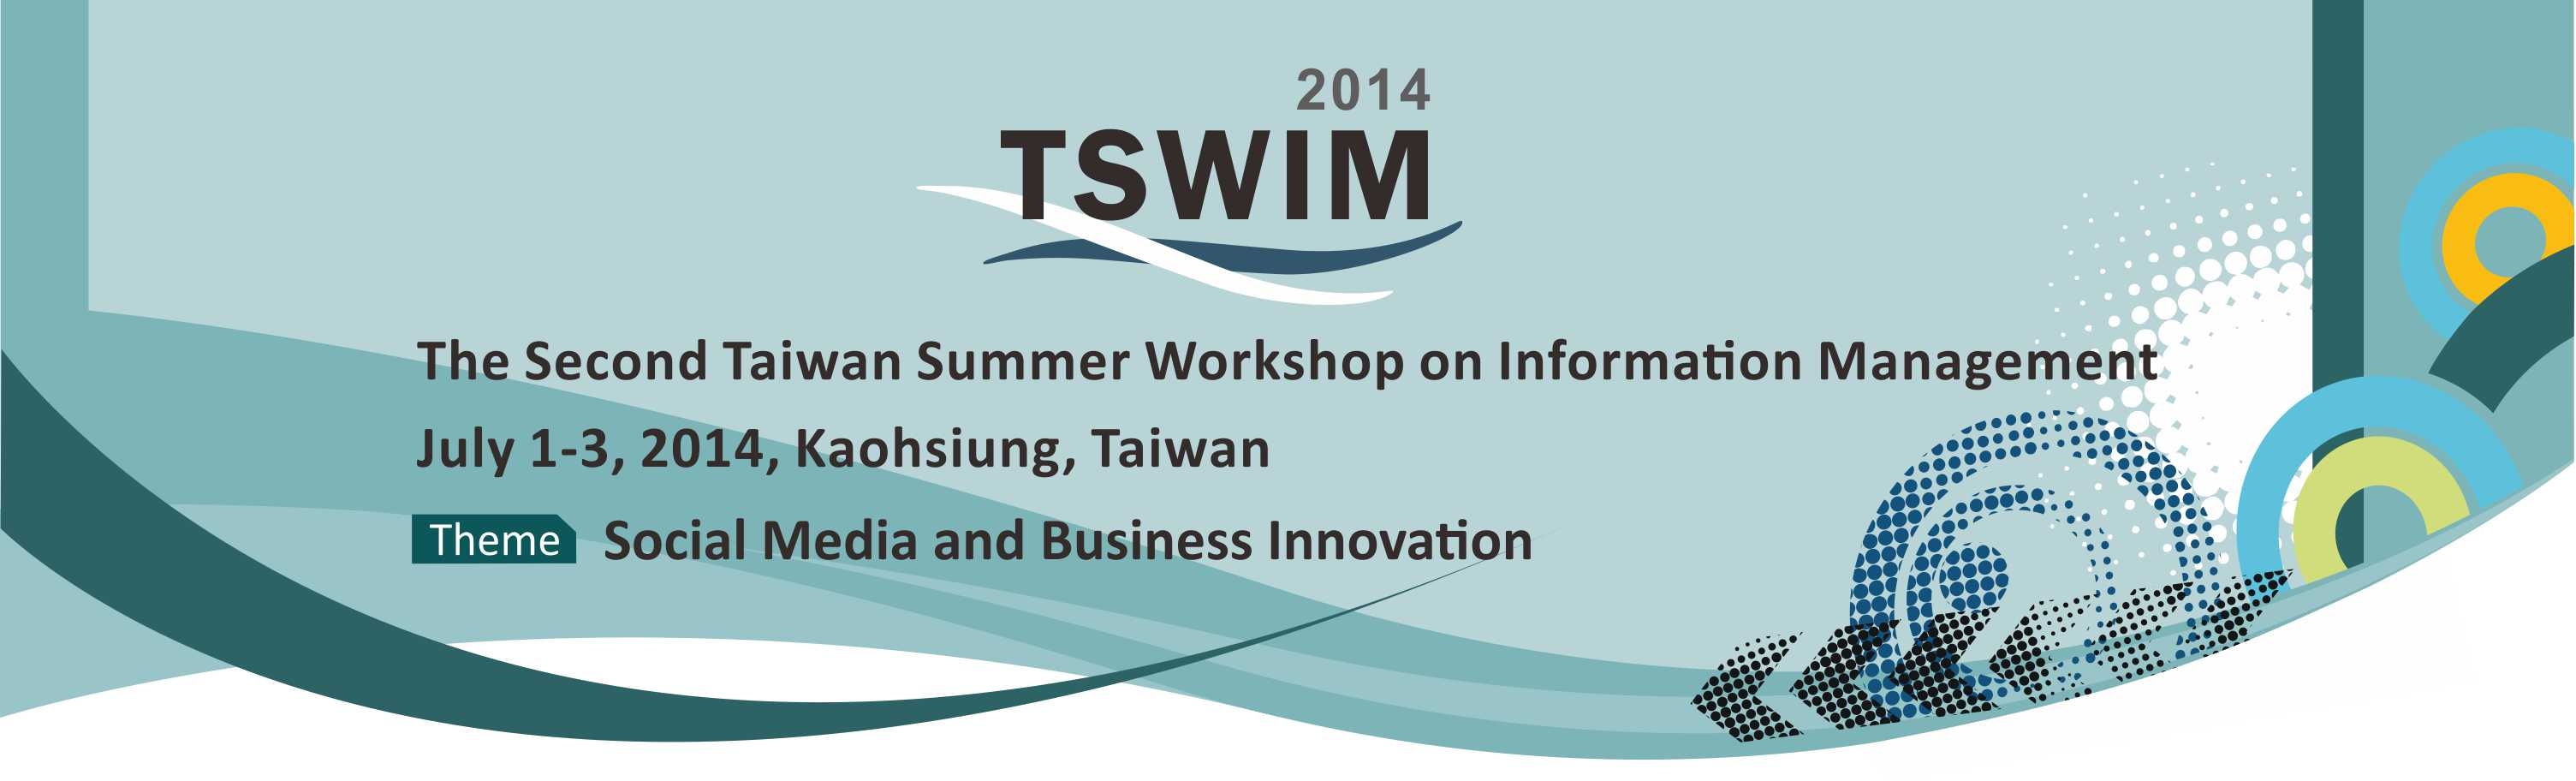 2014
TSWIM
The Second Taiwan Summer Workshop on Information Management
July 1-3, 2014, Kaohsiung, Taiwan
Theme Social Media and Business Innovation